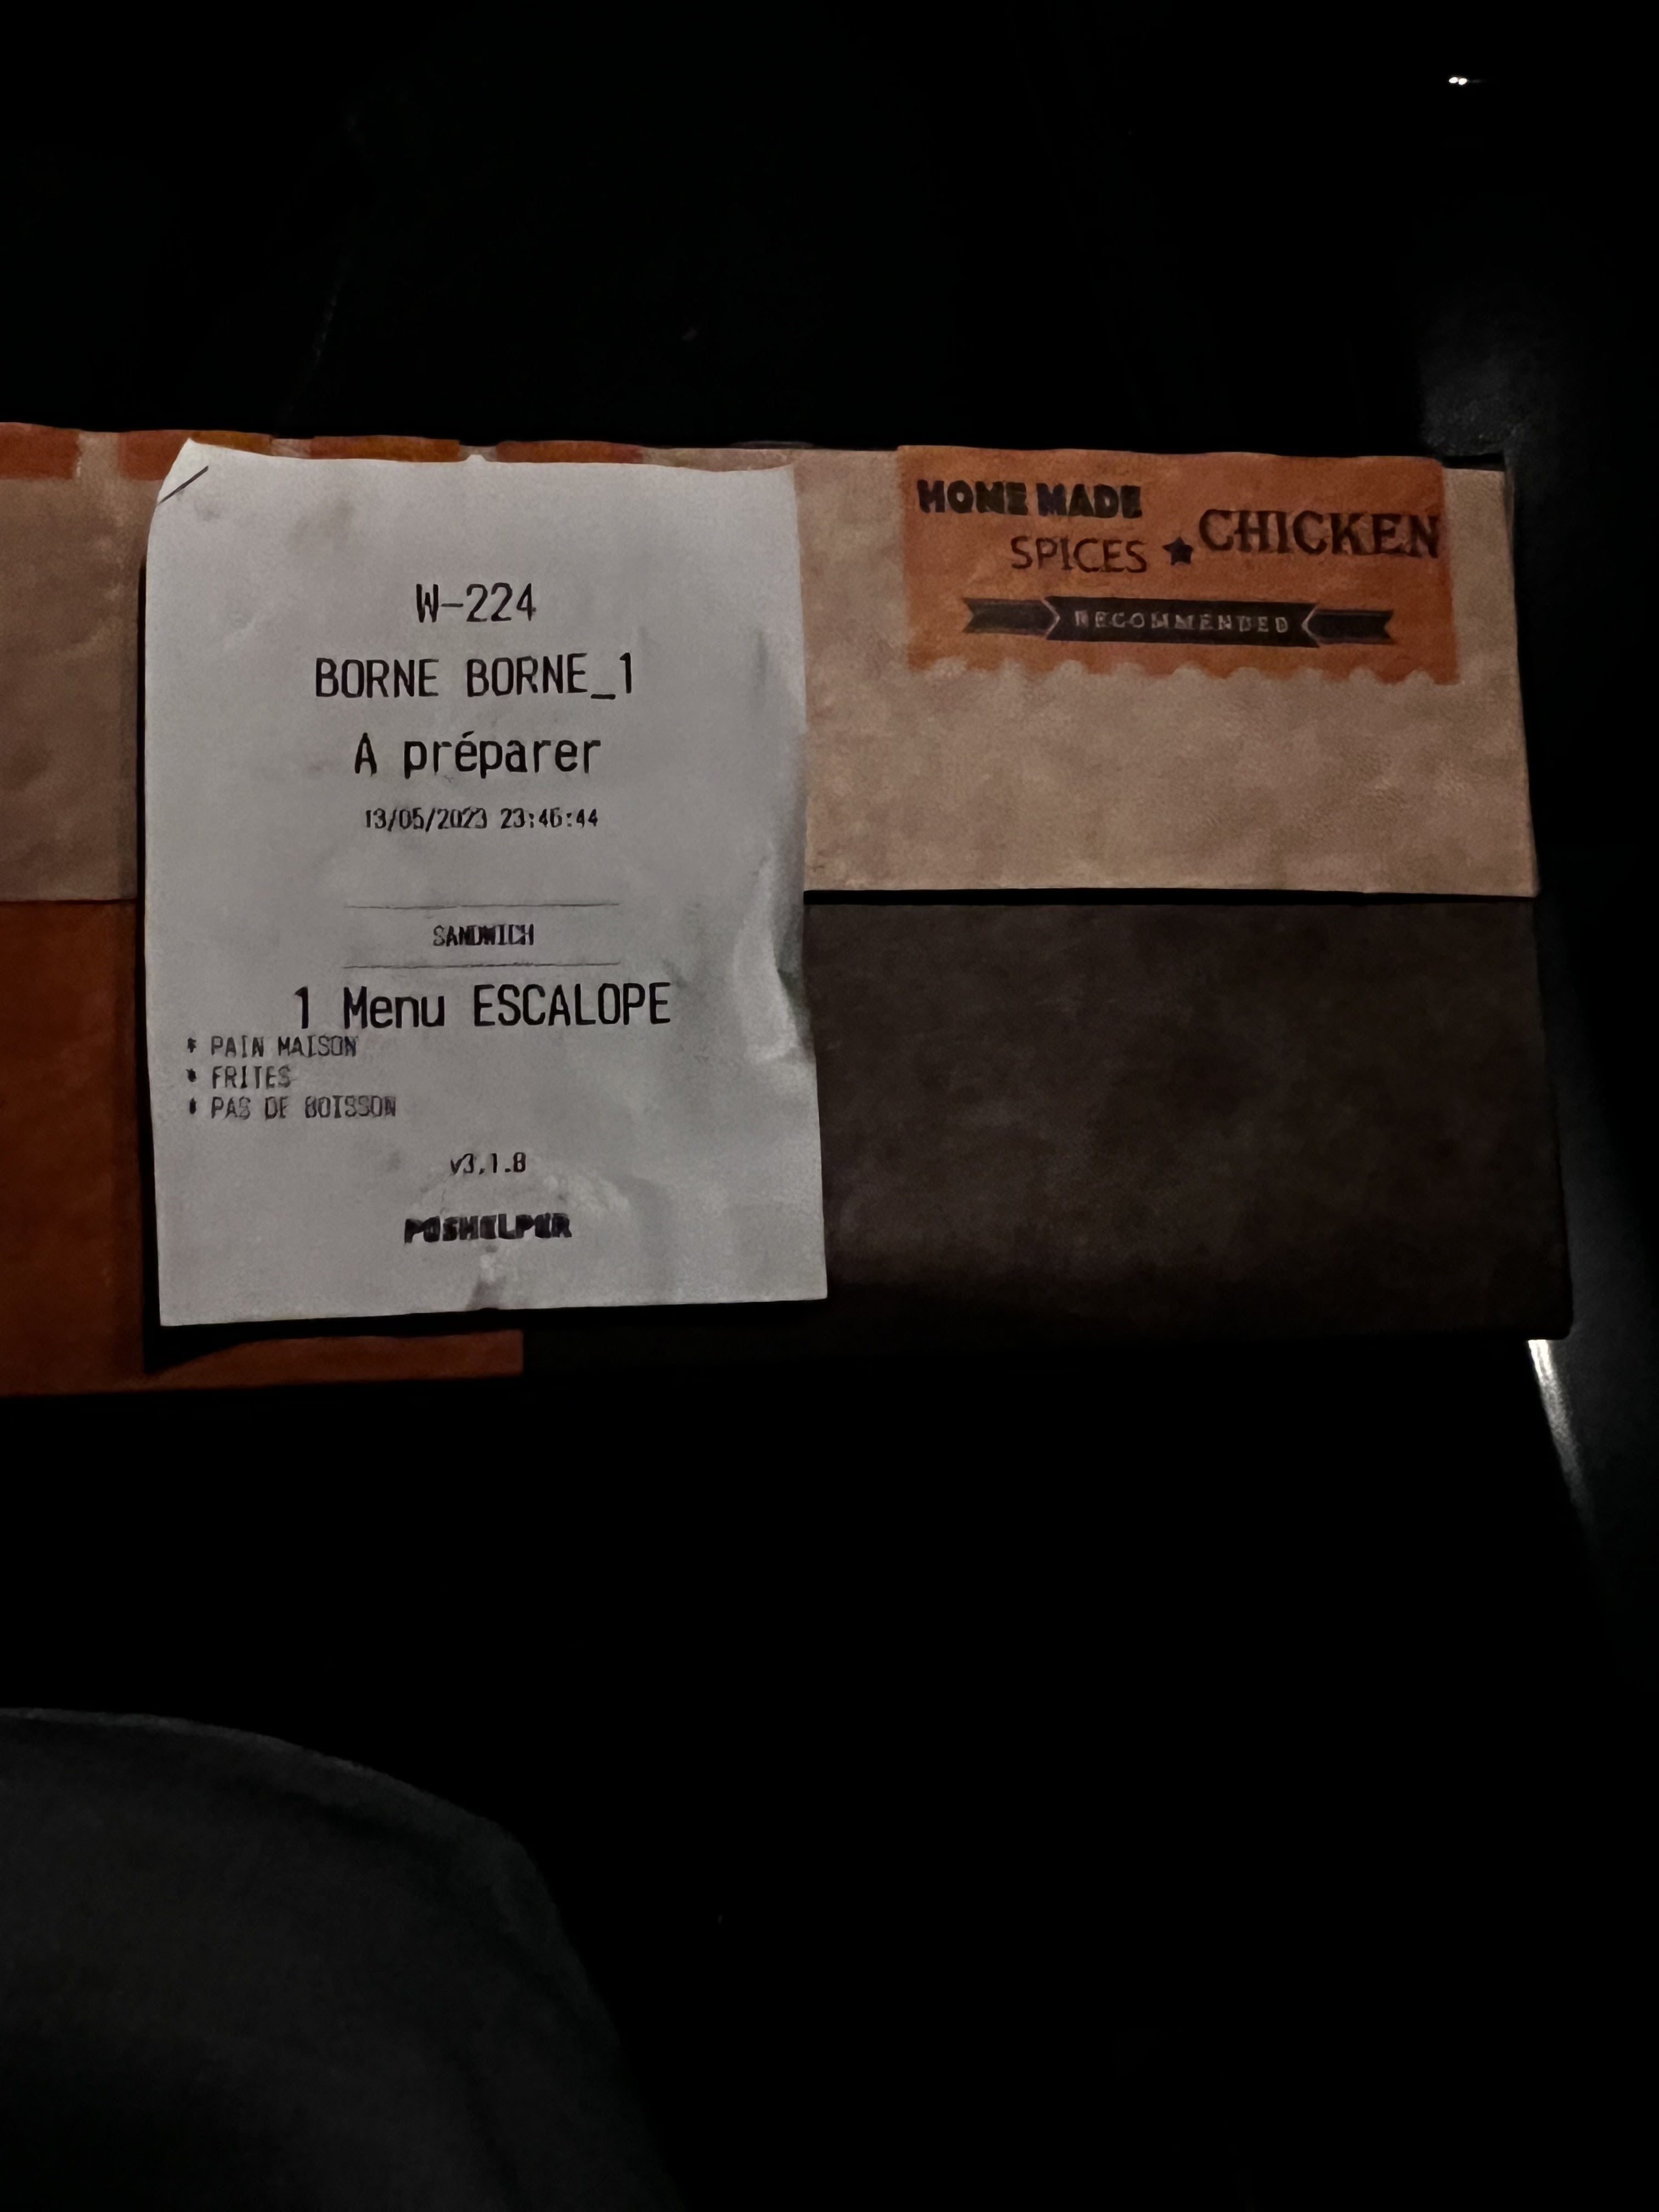 W-224
BORNE BORNE_1
A préparer
13/05/2023 23:46:44
SANDWICH
1 Menu ESCALOPE
* PAIN MAISON
* FRITES
* PAS DE BOISSON
v3.1.8
POSHELPER
HOME MADE
SPICES ★ CHICKEN
RECOMMENDED